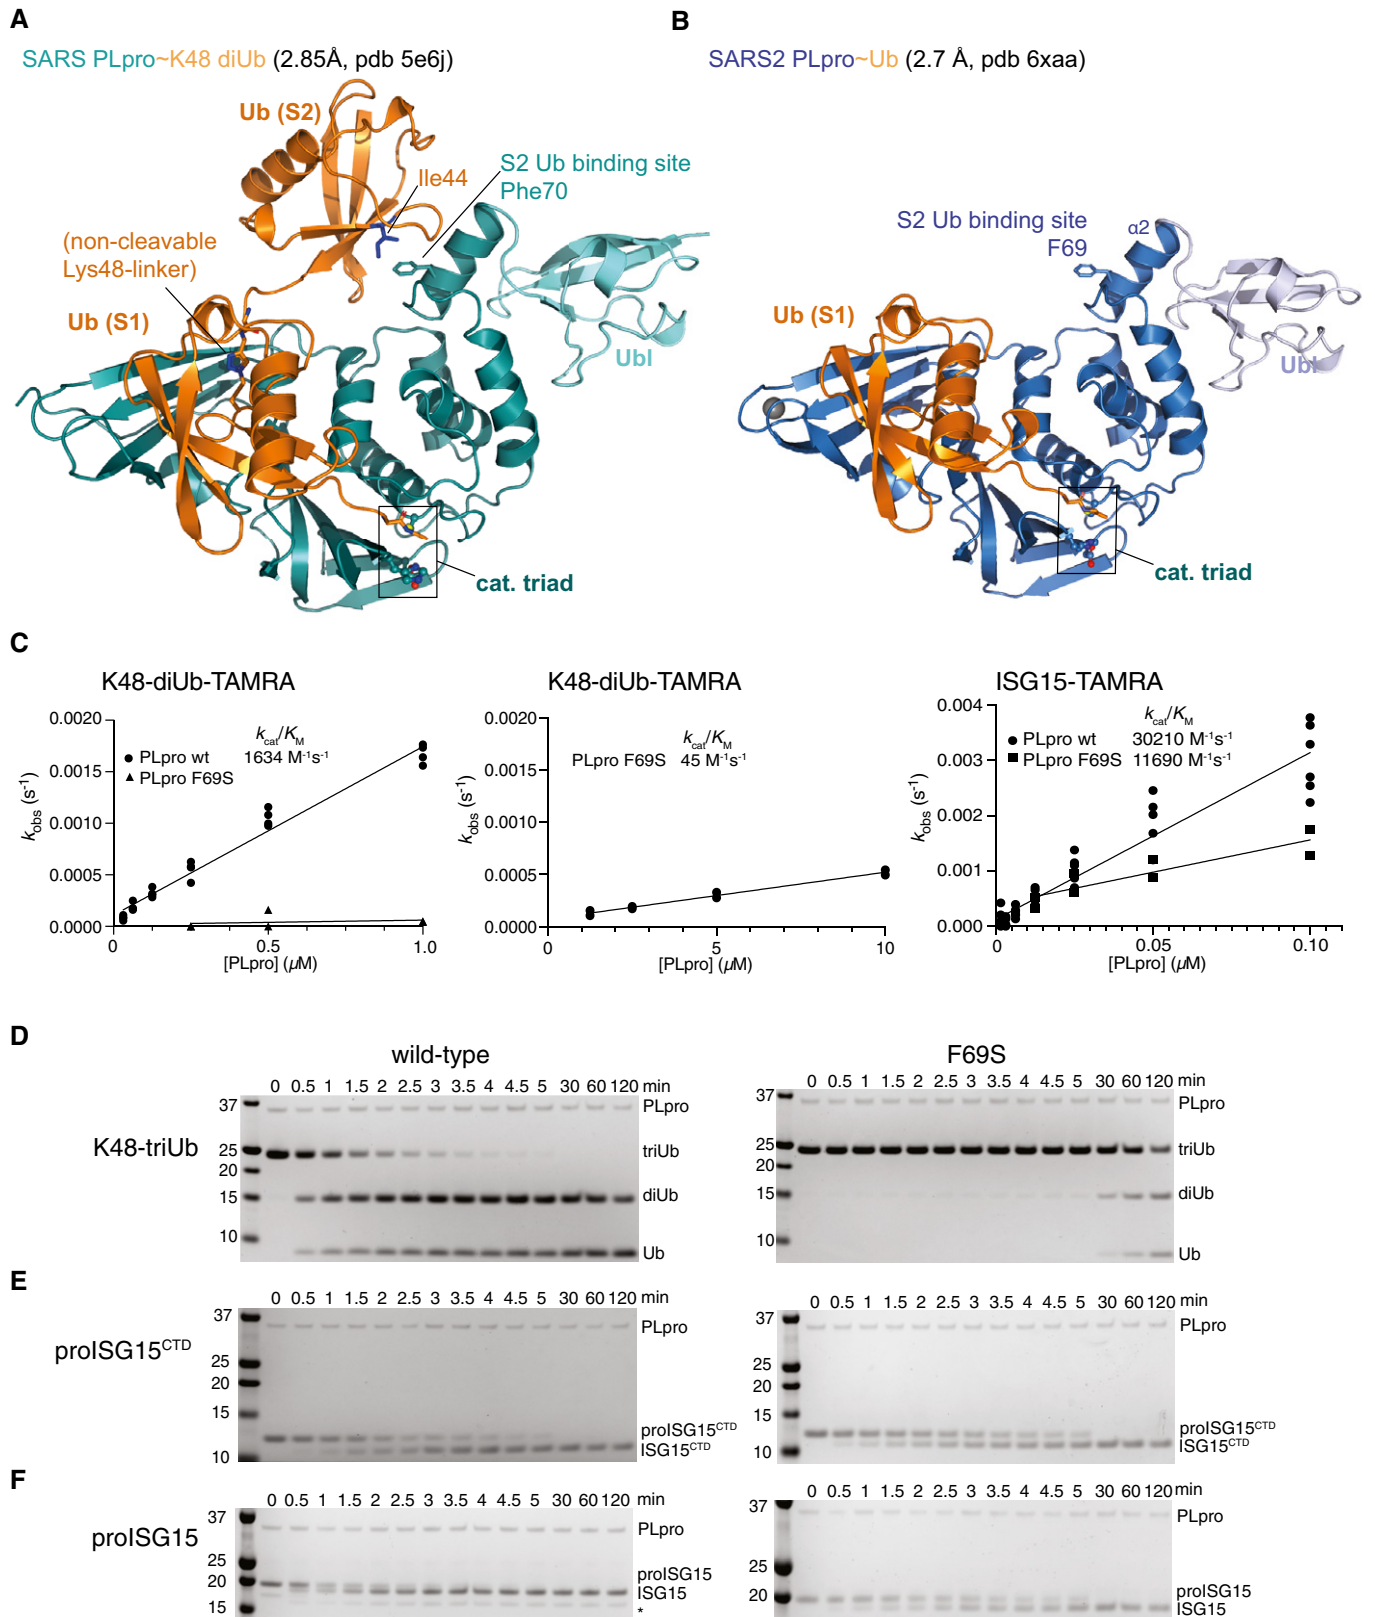 A
SARS PLpro~K48 diUb (2.85Å, pdb 5e6j)
Ub (S2)
Ile44
S2 Ub binding site
Phe70
(non-cleavable
Lys48-linker)
Ub (S1)
Ubl
cat. triad
B
SARS2 PLpro~Ub (2.7 Å, pdb 6xaa)
S2 Ub binding site
F69
α2
Ub (S1)
Ubl
cat. triad
C
K48-diUb-TAMRA
kcat/KM
PLpro wt 1634 M-1s-1
PLpro F69S
kobs (s-1)
0.0020
0.0015
0.0010
0.0005
0.0000
0 0.5 1.0
[PLpro] (µM)
K48-diUb-TAMRA
kcat/KM
PLpro F69S 45 M-1s-1
kobs (s-1)
0.0020
0.0015
0.0010
0.0005
0.0000
0 5 10
[PLpro] (µM)
ISG15-TAMRA
kcat/KM
PLpro wt 30210 M-1s-1
PLpro F69S 11690 M-1s-1
kobs (s-1)
0.004
0.003
0.002
0.001
0.000
0 0.05 0.10
[PLpro] (µM)
D
wild-type
F69S
K48-triUb
0 0.5 1 1.5 2 2.5 3 3.5 4 4.5 5 30 60 120 min
37
25
20
15
10
PLpro
triUb
diUb
Ub
0 0.5 1 1.5 2 2.5 3 3.5 4 4.5 5 30 60 120 min
37
25
20
15
10
PLpro
triUb
diUb
Ub
E
proISG15CTD
0 0.5 1 1.5 2 2.5 3 3.5 4 4.5 5 30 60 120 min
37
25
20
15
10
PLpro
proISG15CTD
ISG15CTD
0 0.5 1 1.5 2 2.5 3 3.5 4 4.5 5 30 60 120 min
37
25
20
15
10
PLpro
proISG15CTD
ISG15CTD
F
proISG15
0 0.5 1 1.5 2 2.5 3 3.5 4 4.5 5 30 60 120 min
37
25
20
15
PLpro
proISG15
ISG15
*
0 0.5 1 1.5 2 2.5 3 3.5 4 4.5 5 30 60 120 min
37
25
20
PLpro
proISG15
ISG15